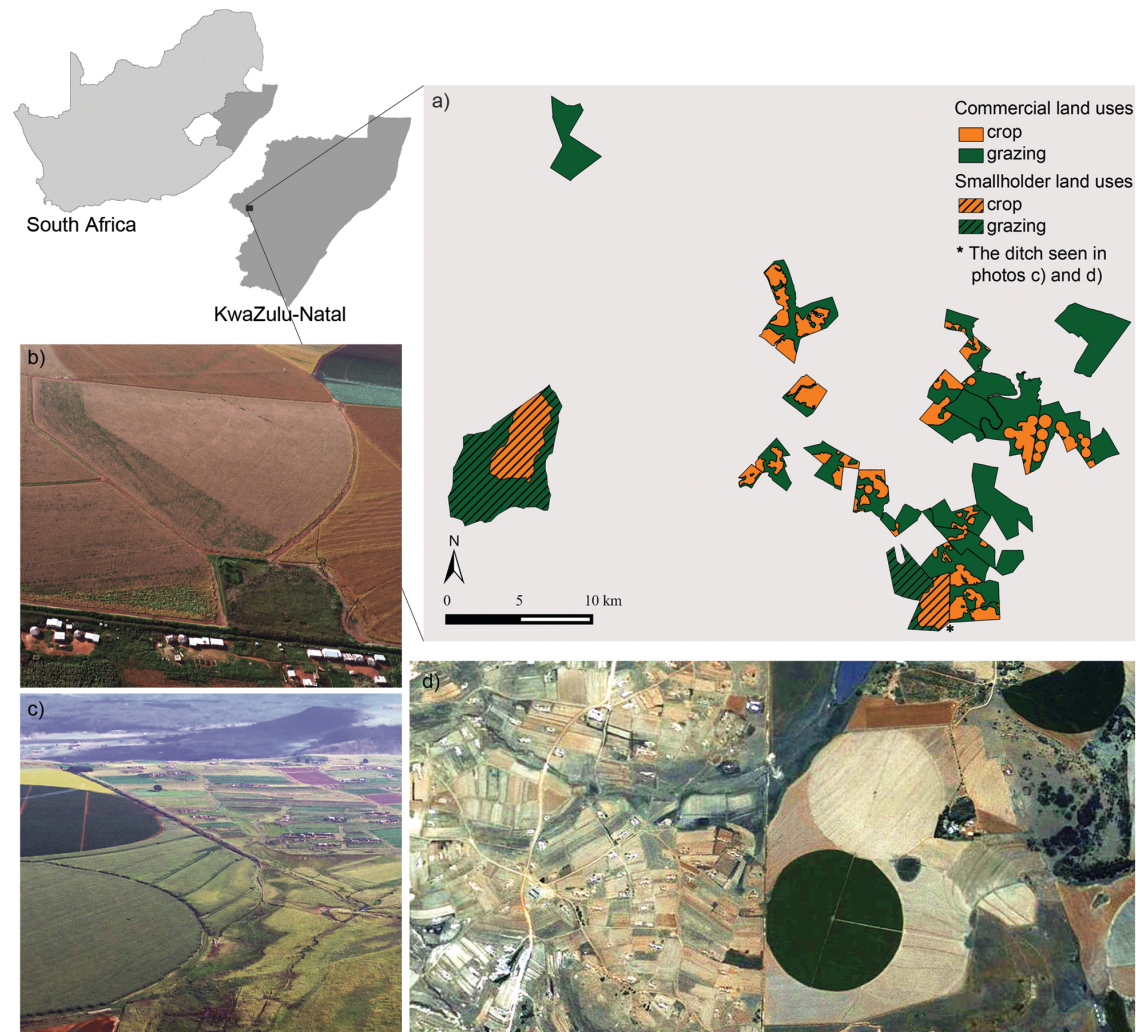 a)
Commercial land uses
crop
grazing
Smallholder land uses
crop
grazing
* The ditch seen in
photos c) and d)
South Africa
KwaZulu-Natal
b)
N
0 5 10 km
*
c)
d)